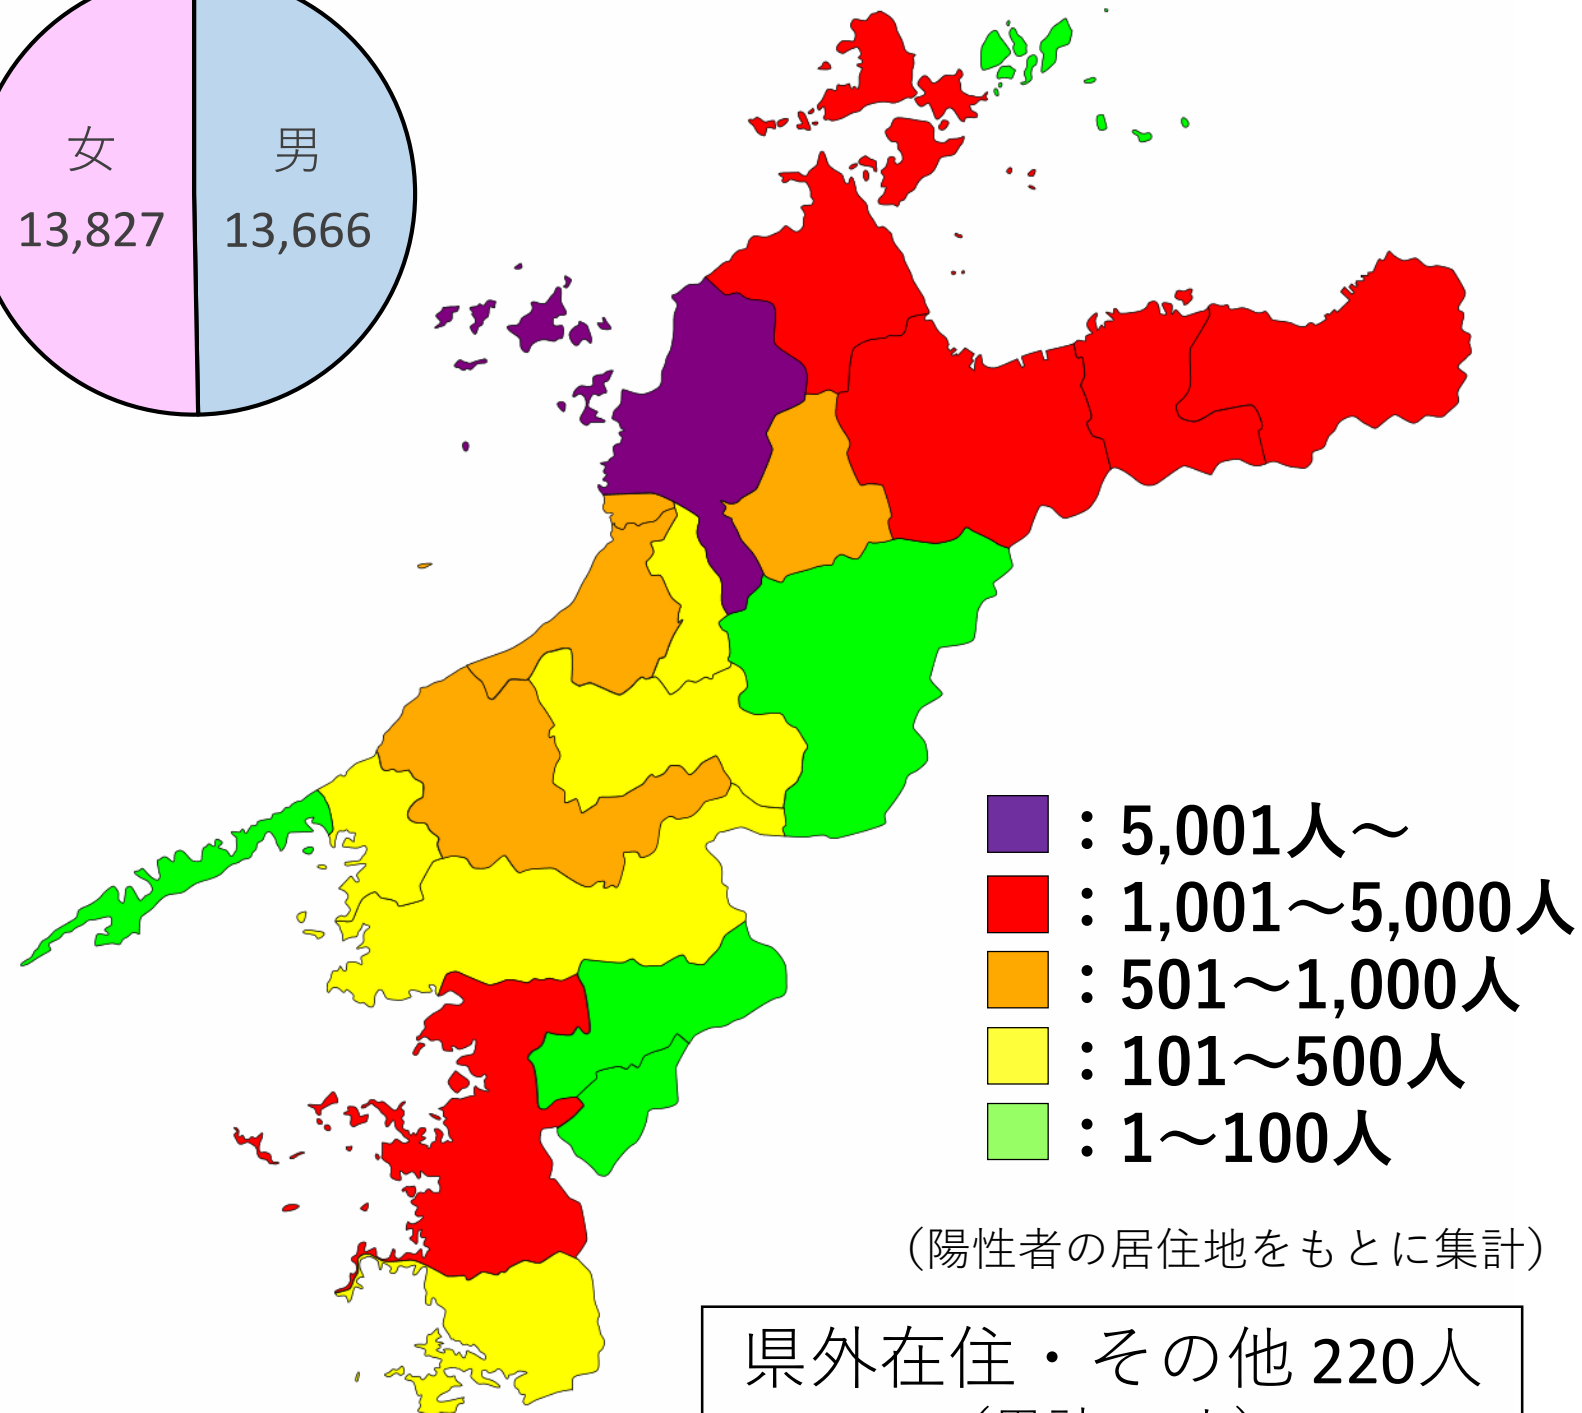 女
13,827
男
13,666
：5,001人～
：1,001～5,000人
：501～1,000人
：101～500人
：1～100人
（陽性者の居住地をもとに集計）
県外在住・その他 220人